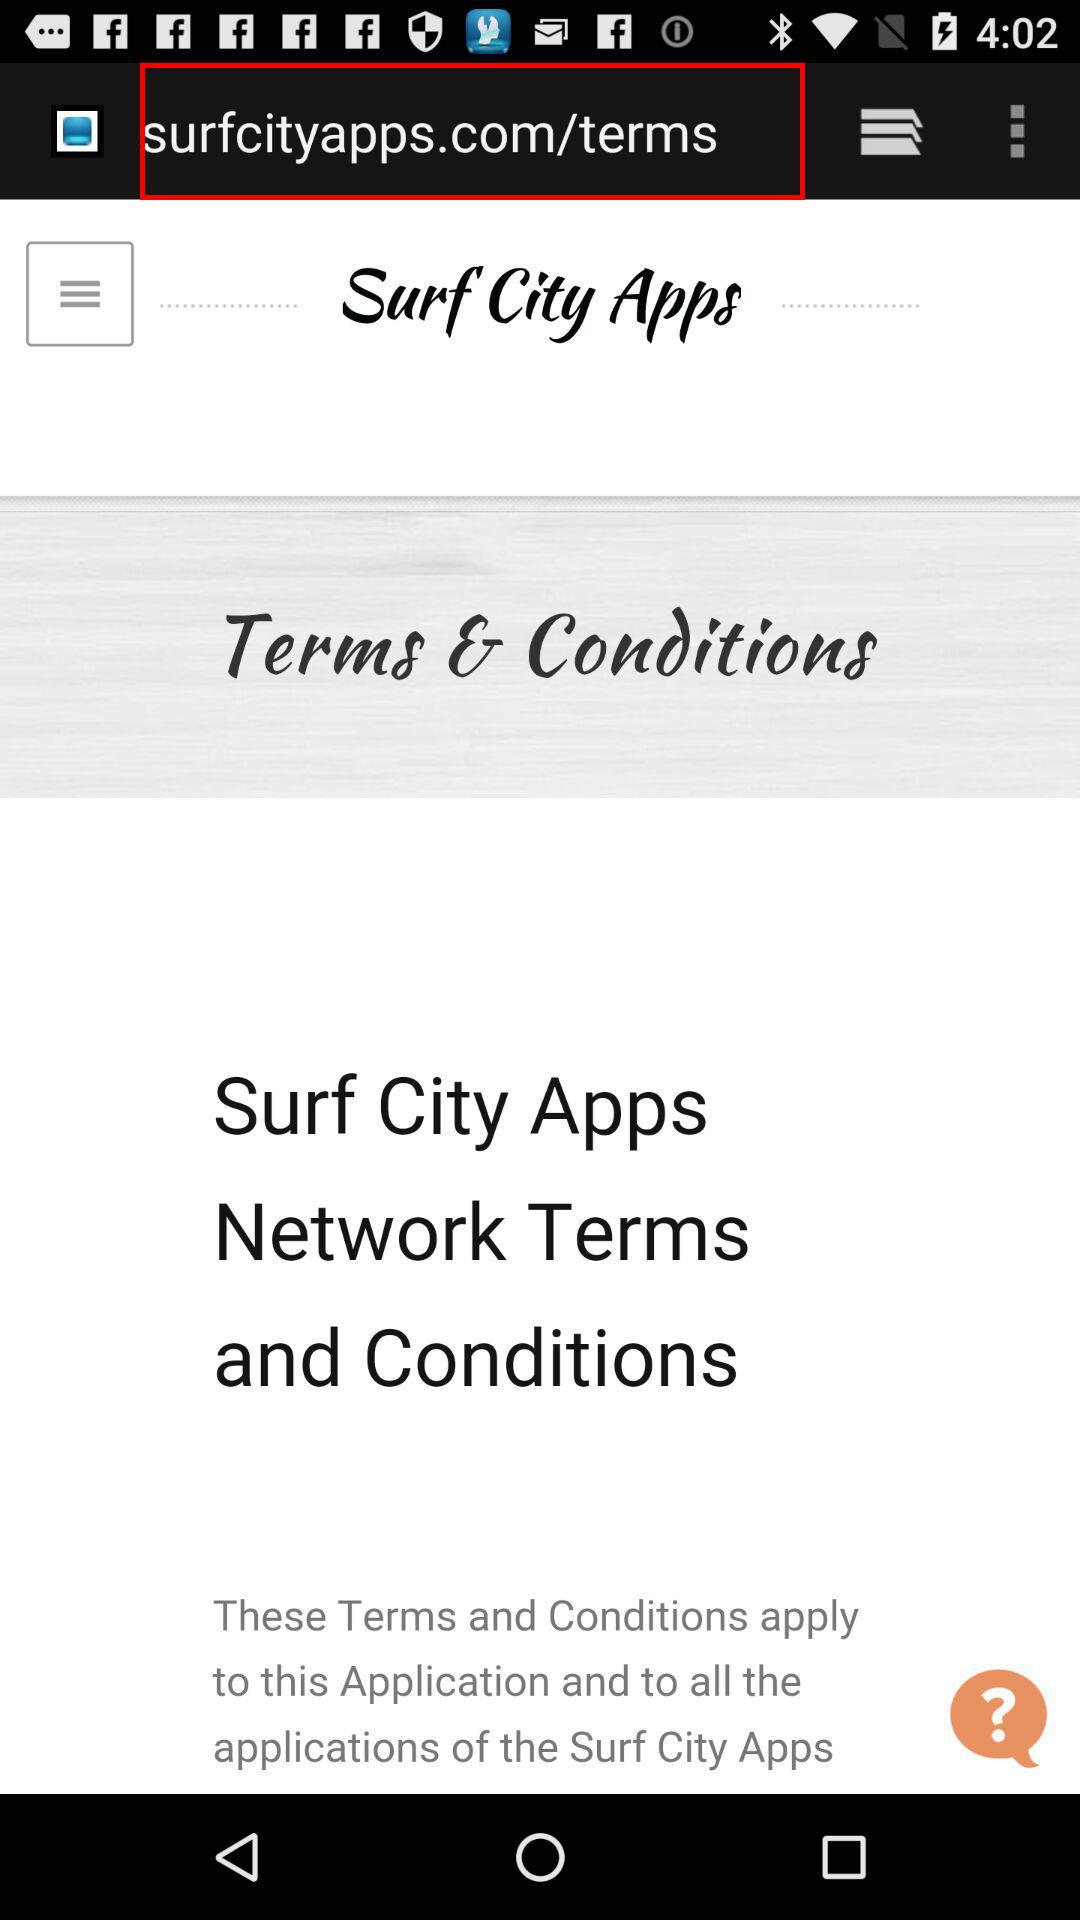 4:02
surfcityapps.com/terms
Surf City Apps
Terms & Conditions
Surf City Apps
Network Terms
and Conditions
These Terms and Conditions apply
to this Application and to all the
applications of the Surf City Apps